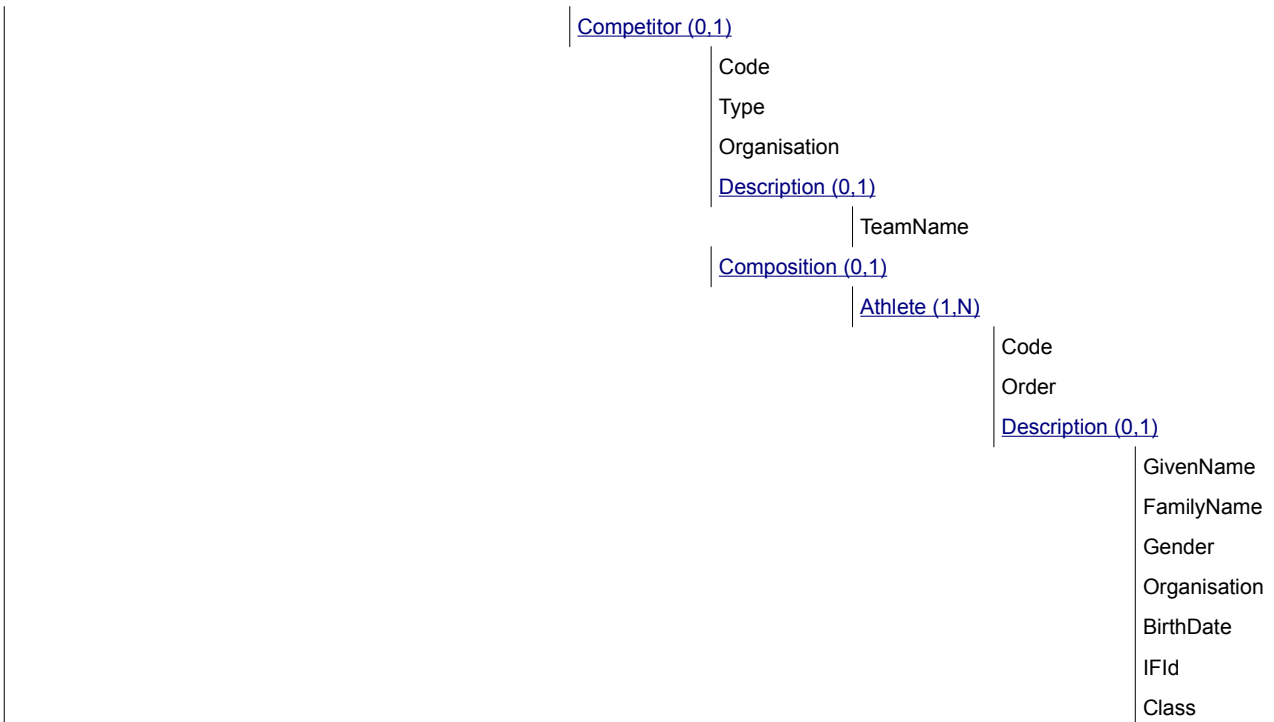 Competitor (0,1)
Code
Type
Organisation
Description (0,1)
TeamName
Composition (0,1)
Athlete (1,N)
Code
Order
Description (0,1)
GivenName
FamilyName
Gender
Organisation
BirthDate
IFId
Class